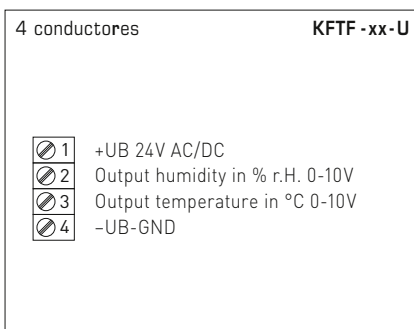 4 conductores KFTF - xx - U
1 +UB 24V AC/DC
2 Output humidity in % r.H. 0-10V
3 Output temperature in °C 0-10V
4 –UB-GND